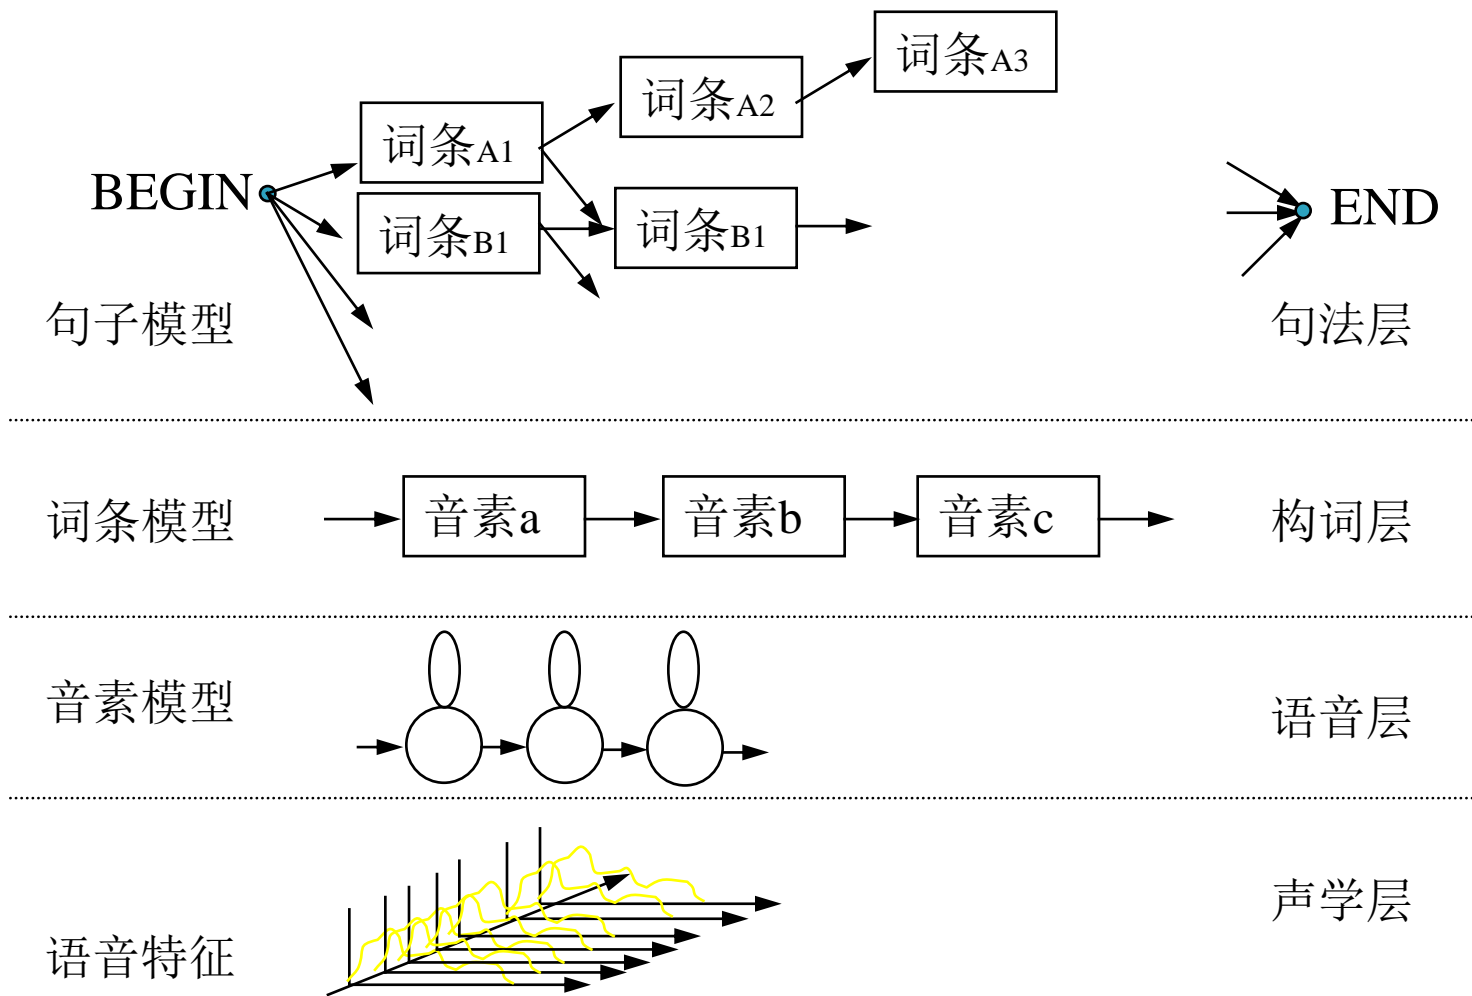 词条A3
词条A2
词条A1
BEGIN
END
词条B1
词条B1
句子模型
句法层
词条模型
音素a
音素b
音素c
构词层
音素模型
语音层
声学层
语音特征